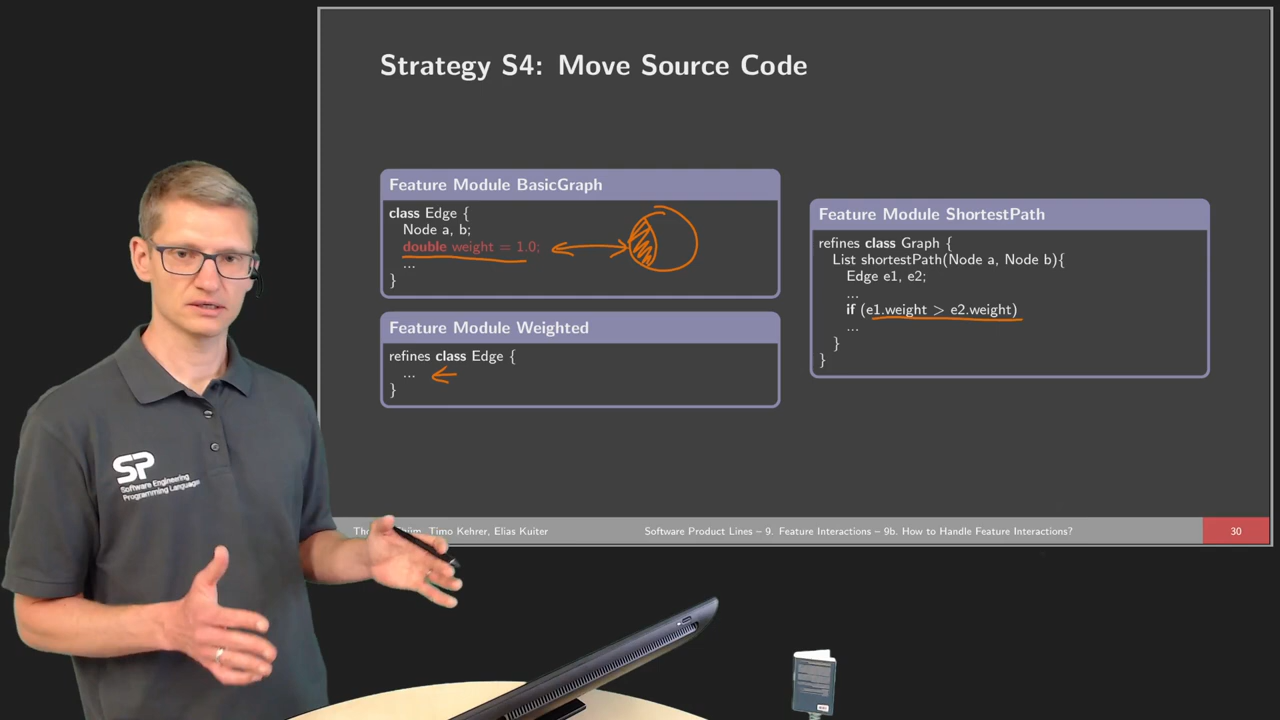 Strategy S4: Move Source Code
Feature Module BasicGraph
class Edge {
Node a, b;
double weight = 1.0;
...
}
Feature Module Weighted
refines class Edge {
...
}
Feature Module ShortestPath
refines class Graph {
List shortestPath(Node a, Node b){
Edge e1, e2;
...
if (e1.weight > e2.weight)
...
}
}
SP
Software Engineering
Programming Language
Timo Kehrer, Elias Kuiter
Software Product Lines – 9. Feature Interactions – 9b. How to Handle Feature Interactions?
30